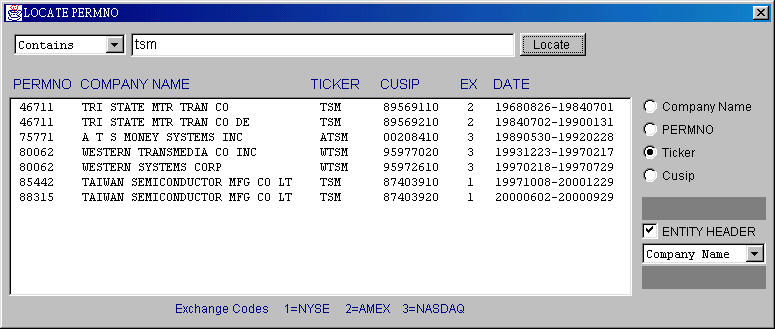 LOCATE PERMNO
Contains tsm Locate
PERMNO COMPANY NAME TICKER CUSIP EX DATE
46711 TRI STATE MTR TRAN CO TSM 89569110 2 19680826-19840701
46711 TRI STATE MTR TRAN CO DE TSM 89569210 2 19840702-19900131
75771 A T S MONEY SYSTEMS INC ATSM 00208410 3 19890530-19920228
80062 WESTERN TRANSMEDIA CO INC WTSM 95977020 3 19931223-19970217
80062 WESTERN SYSTEMS CORP WTSM 95972610 3 19970218-19970729
85442 TAIWAN SEMICONDUCTOR MFG CO LT TSM 87403910 1 19971008-20001229
88315 TAIWAN SEMICONDUCTOR MFG CO LT TSM 87403920 1 20000602-20000929
Company Name
PERMNO
Ticker
Cusip
ENTITY HEADER
Company Name
Exchange Codes 1=NYSE 2=AMEX 3=NASDAQ